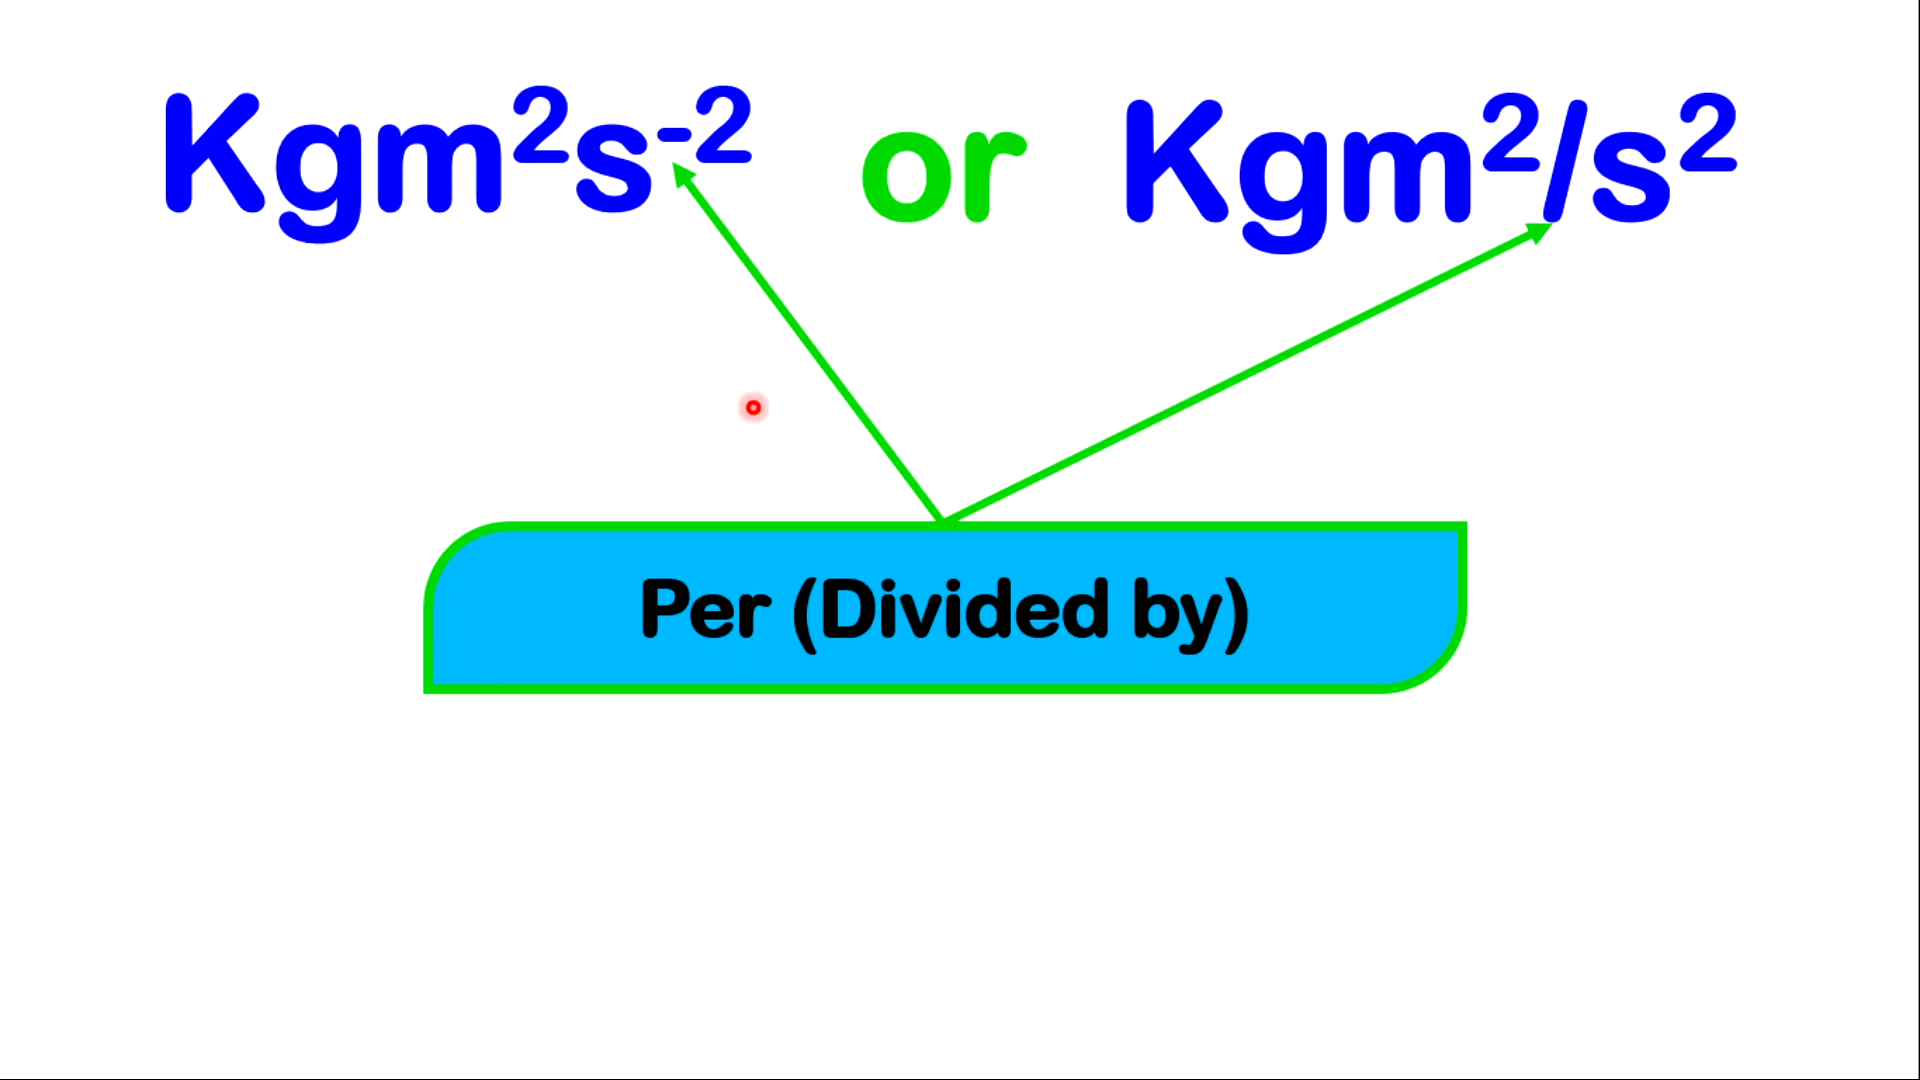 Kgm²s⁻² or Kgm²/s²
Per (Divided by)